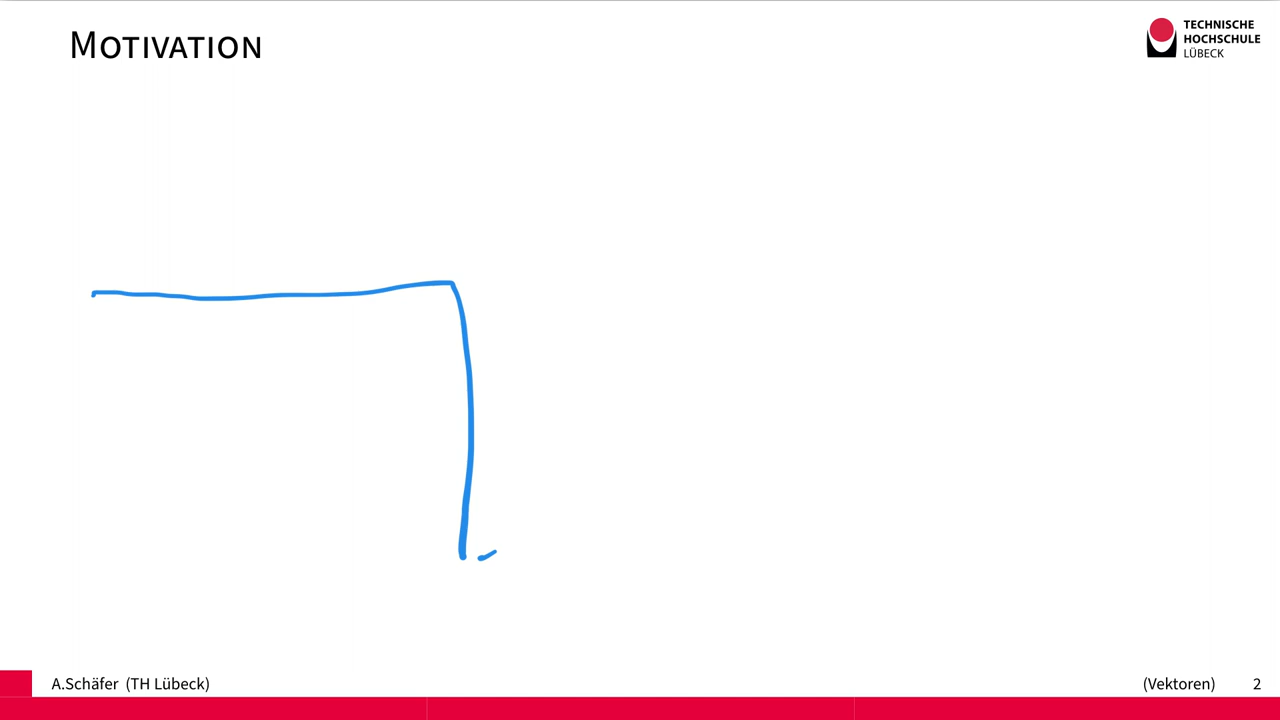 MOTIVATION
TECHNISCHE
HOCHSCHULE
LÜBECK
A.Schäfer (TH Lübeck)
(Vektoren) 2